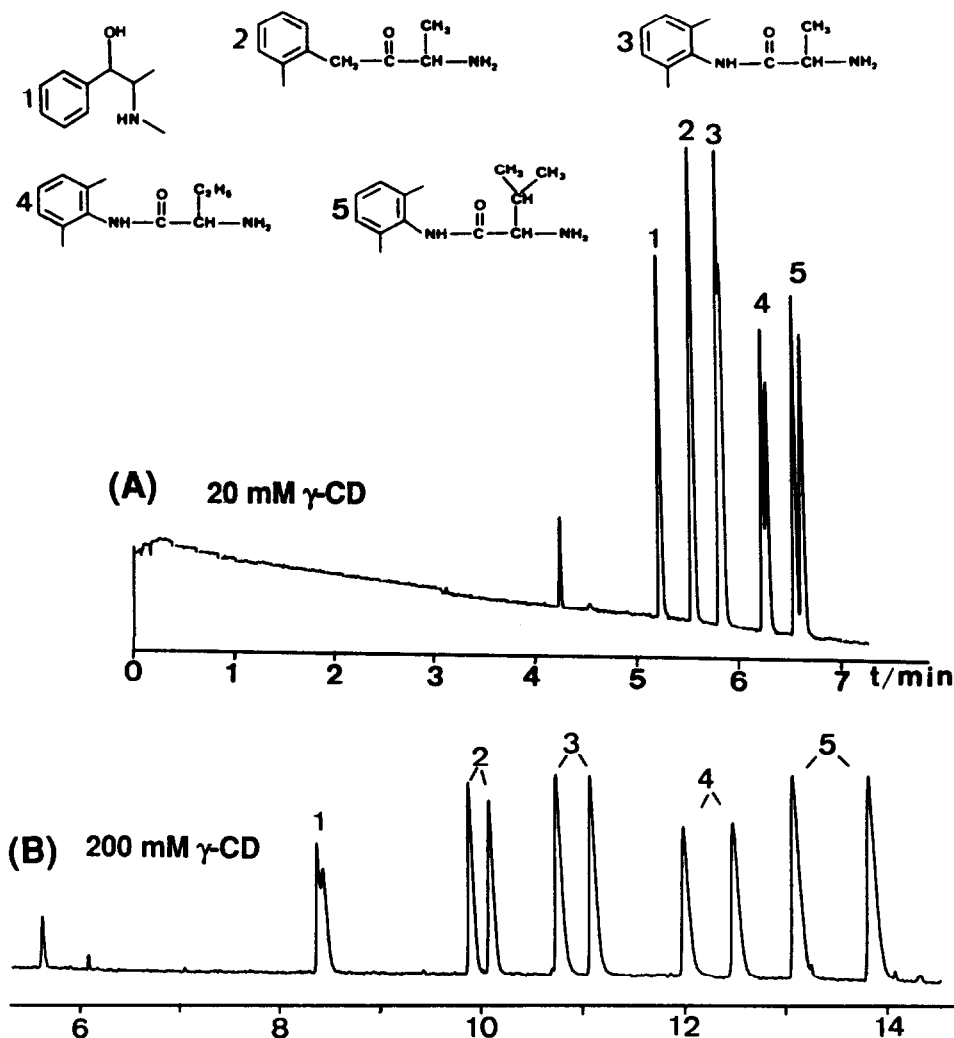 OH
1
HN
2
CH₂ C CH NH₂
O
CH₃
3
NH C CH NH₂
O
CH₃
4
NH C CH NH₂
O
C₂H₅
5
NH C CH NH₂
O
CH
CH₃ CH₃
1 2 3 4 5
(A) 20 mM γ-CD
0 1 2 3 4 5 6 7 t/min
1 2 3 4 5
(B) 200 mM γ-CD
6 8 10 12 14